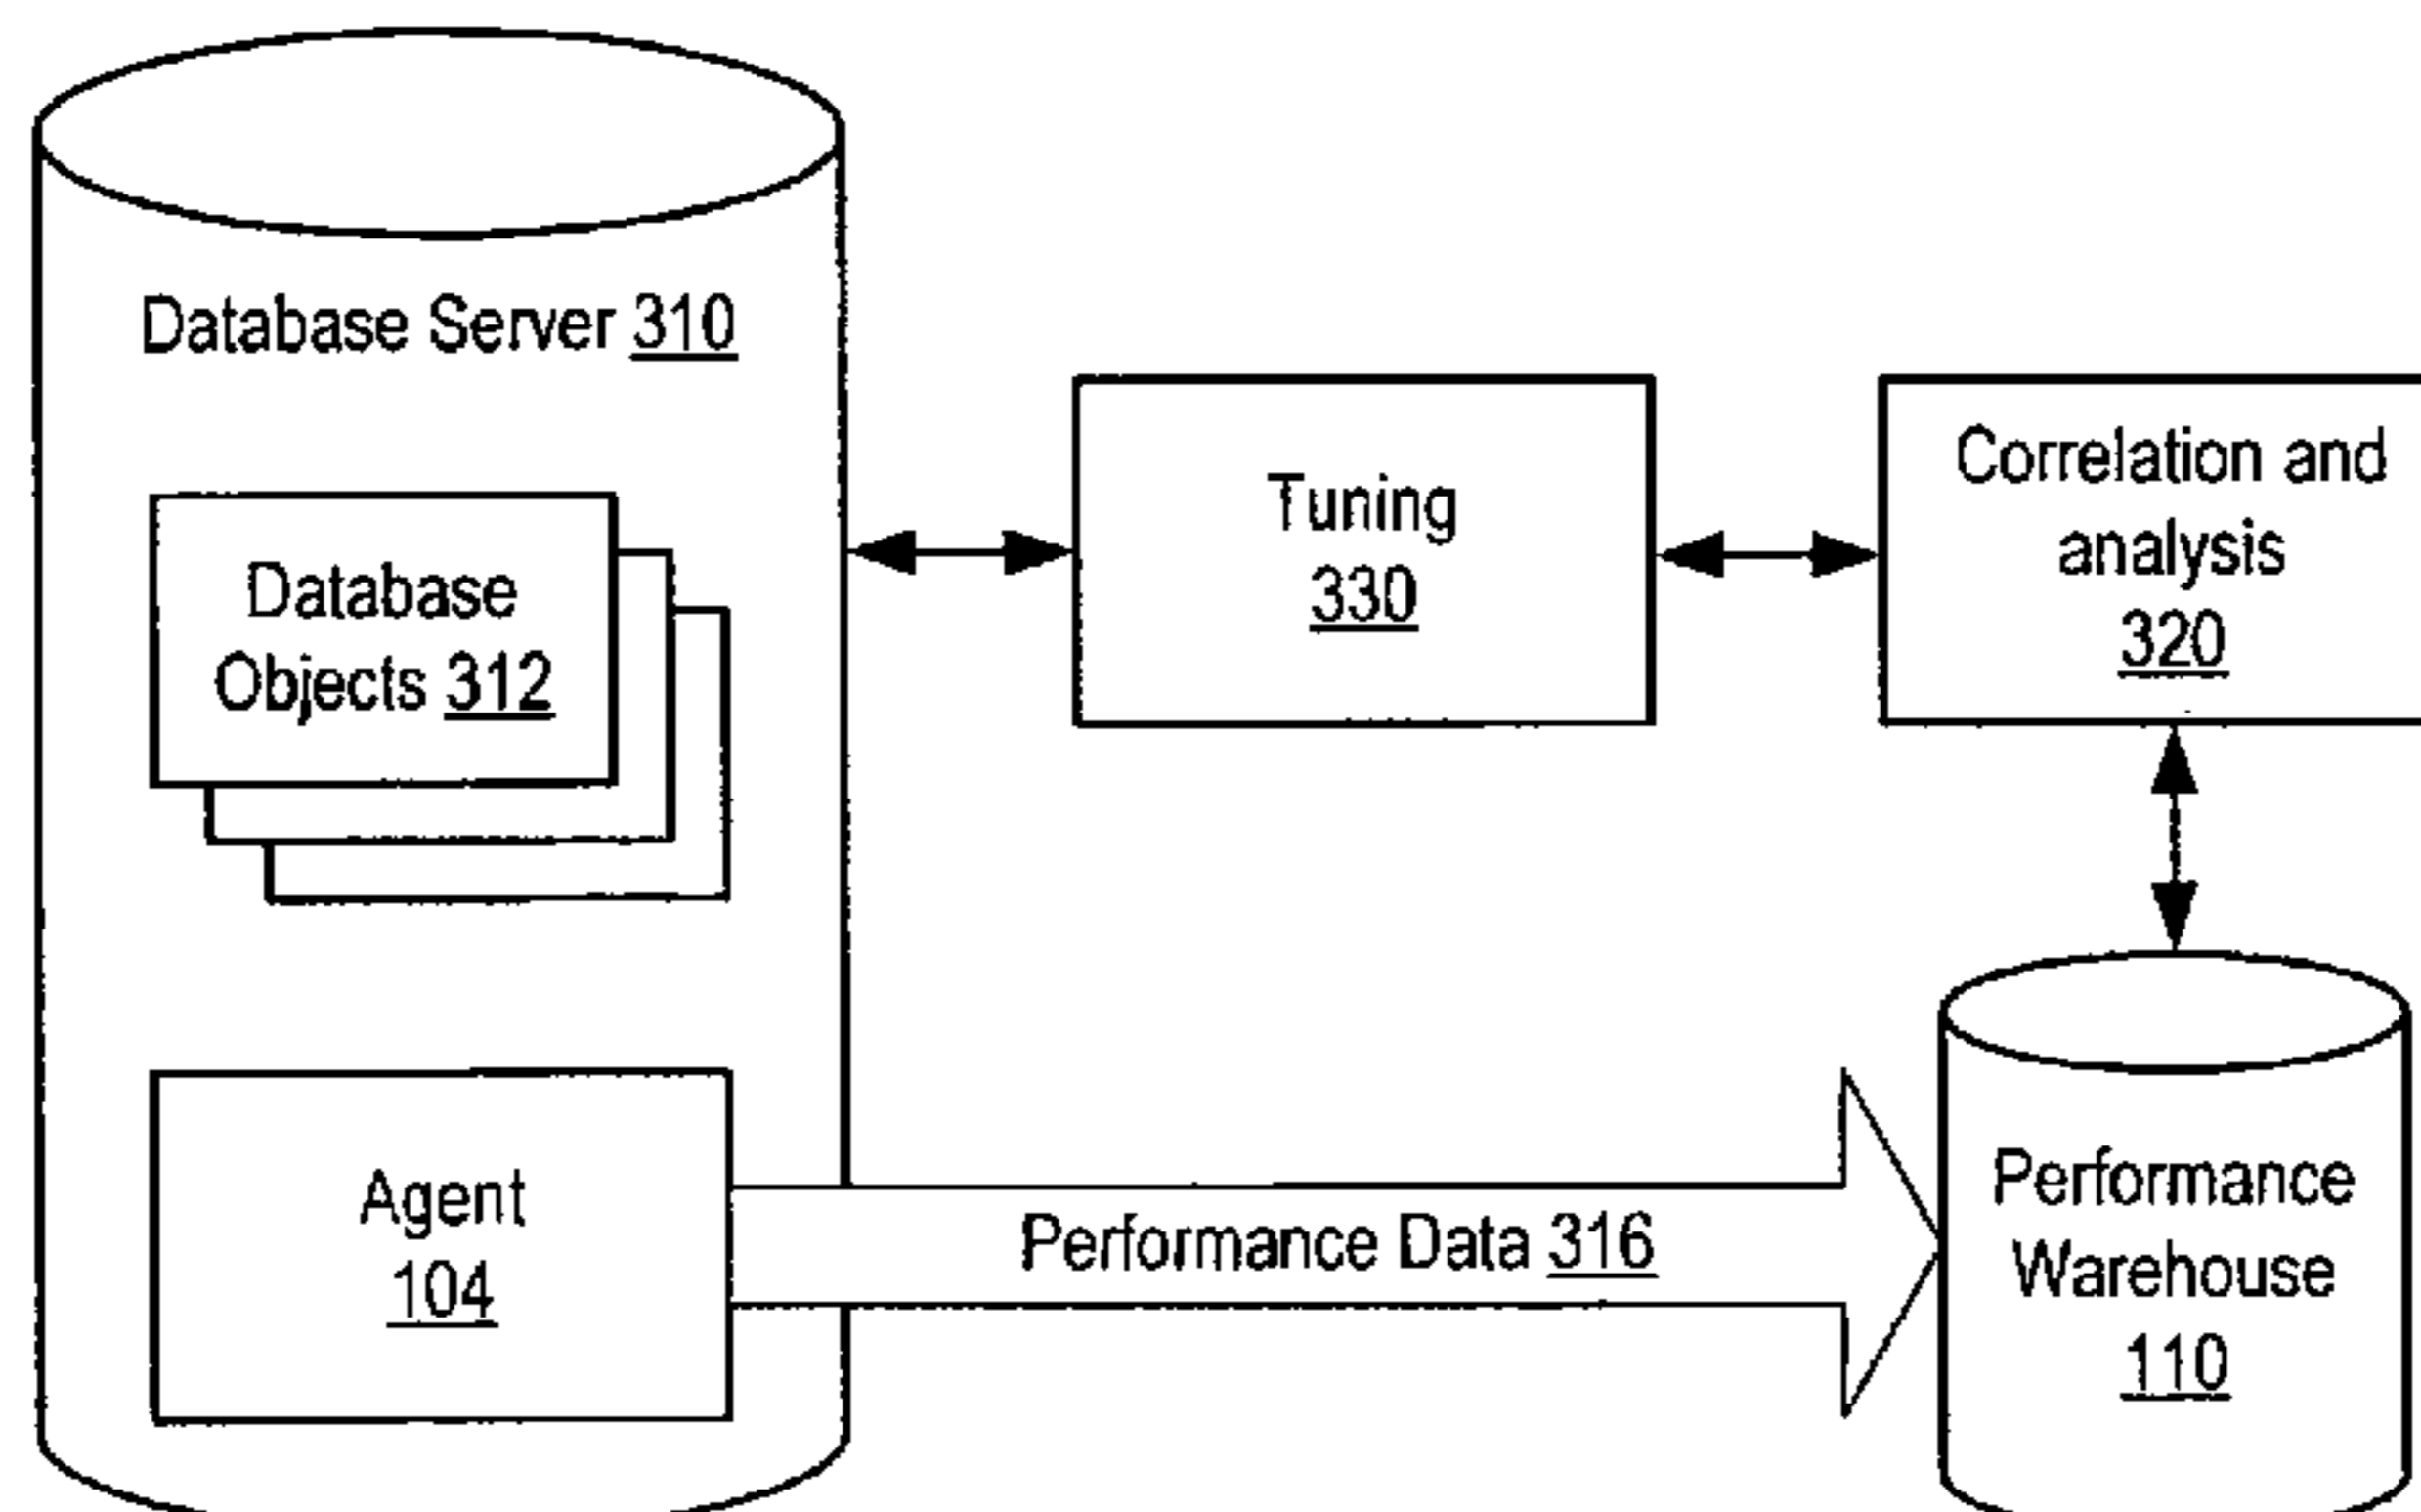 Database Server 310
Database
Objects 312
Agent
104
Tuning
330
Correlation and
analysis
320
Performance Data 316
Performance
Warehouse
110